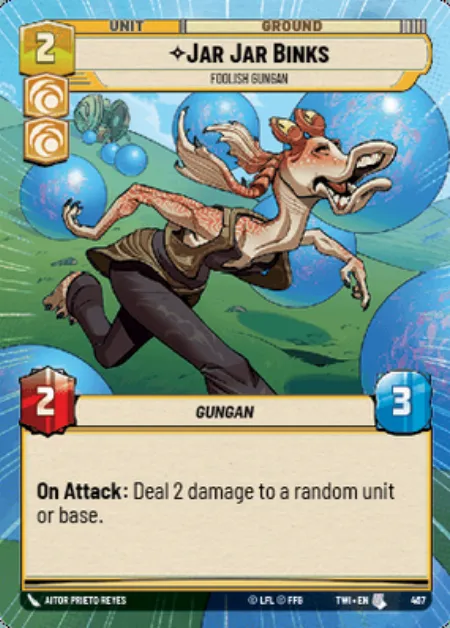 UNIT
GROUND
2
JAR JAR BINKS
FOOLISH GUNGAN
2
GUNGAN
3
On Attack: Deal 2 damage to a random unit
or base.
AITOR PRIETO REYES
© LFL © FFG
TWI • EN
467